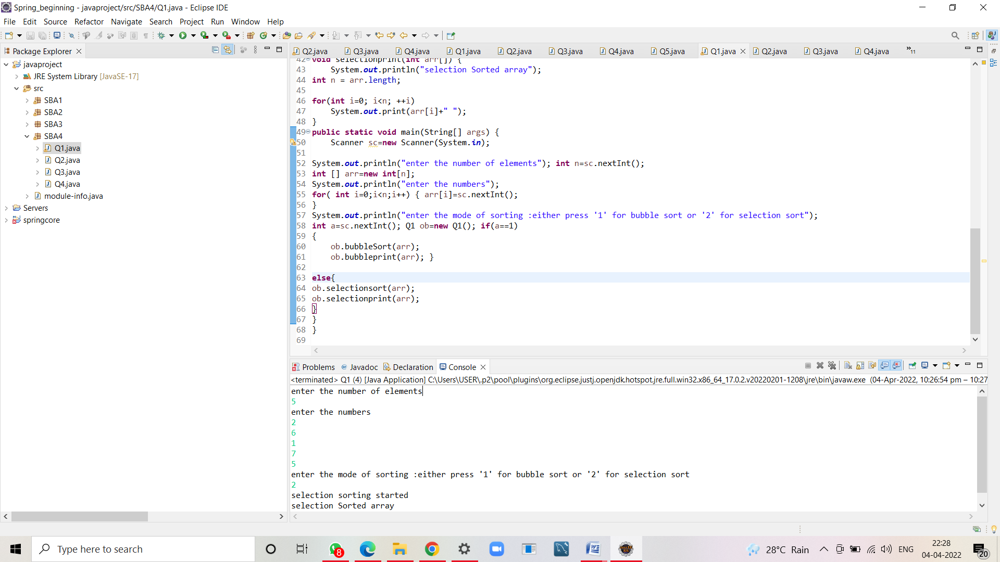 Spring_beginning - javaproject/src/SBA4/Q1.java - Eclipse IDE
File Edit Source Refactor Navigate Search Project Run Window Help
Package Explorer
javaproject
JRE System Library [JavaSE-17]
src
SBA1
SBA2
SBA3
SBA4
Q1.java
Q2.java
Q3.java
Q4.java
module-info.java
Servers
springcore
Q2.java Q3.java Q4.java Q1.java Q2.java Q3.java Q4.java Q5.java Q1.java Q2.java Q3.java Q4.java »11
42 void selectionprint(int arr[]) {
43 System.out.println("selection Sorted array");
44 int n = arr.length;
45
46 for(int i=0; i<n; ++i)
47 System.out.print(arr[i]+" ");
48 }
49 public static void main(String[] args) {
50 Scanner sc=new Scanner(System.in);
51
52 System.out.println("enter the number of elements"); int n=sc.nextInt();
53 int [] arr=new int[n];
54 System.out.println("enter the numbers");
55 for( int i=0;i<n;i++) { arr[i]=sc.nextInt();
56 }
57 System.out.println("enter the mode of sorting :either press '1' for bubble sort or '2' for selection sort");
58 int a=sc.nextInt(); Q1 ob=new Q1(); if(a==1)
59 {
60 ob.bubbleSort(arr);
61 ob.bubbleprint(arr); }
62
63 else{
64 ob.selectionsort(arr);
65 ob.selectionprint(arr);
66 }
67 }
68 }
69
Problems @ Javadoc Declaration Console
<terminated> Q1 (4) [Java Application] C:\Users\USER\.p2\pool\plugins\org.eclipse.justj.openjdk.hotspot.jre.full.win32.x86_64_17.0.2.v20220201-1208\jre\bin\javaw.exe (04-Apr-2022, 10:26:54 pm – 10:27
enter the number of elements
5
enter the numbers
2
6
1
7
5
enter the mode of sorting :either press '1' for bubble sort or '2' for selection sort
2
selection sorting started
selection Sorted array
Type here to search
8
28°C Rain
ENG
22:28
04-04-2022
20